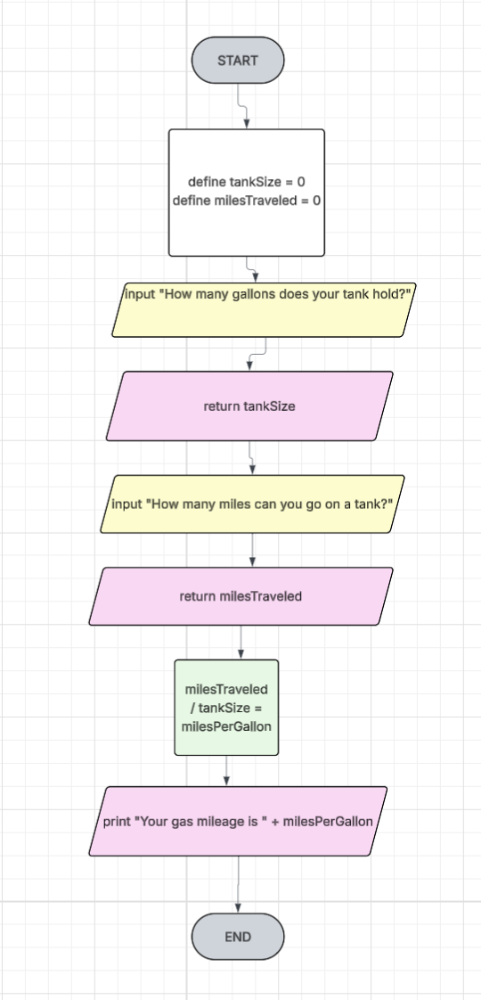 START
define tankSize = 0
define milesTraveled = 0
input "How many gallons does your tank hold?"
return tankSize
input "How many miles can you go on a tank?"
return milesTraveled
milesTraveled
/ tankSize =
milesPerGallon
print "Your gas mileage is " + milesPerGallon
END